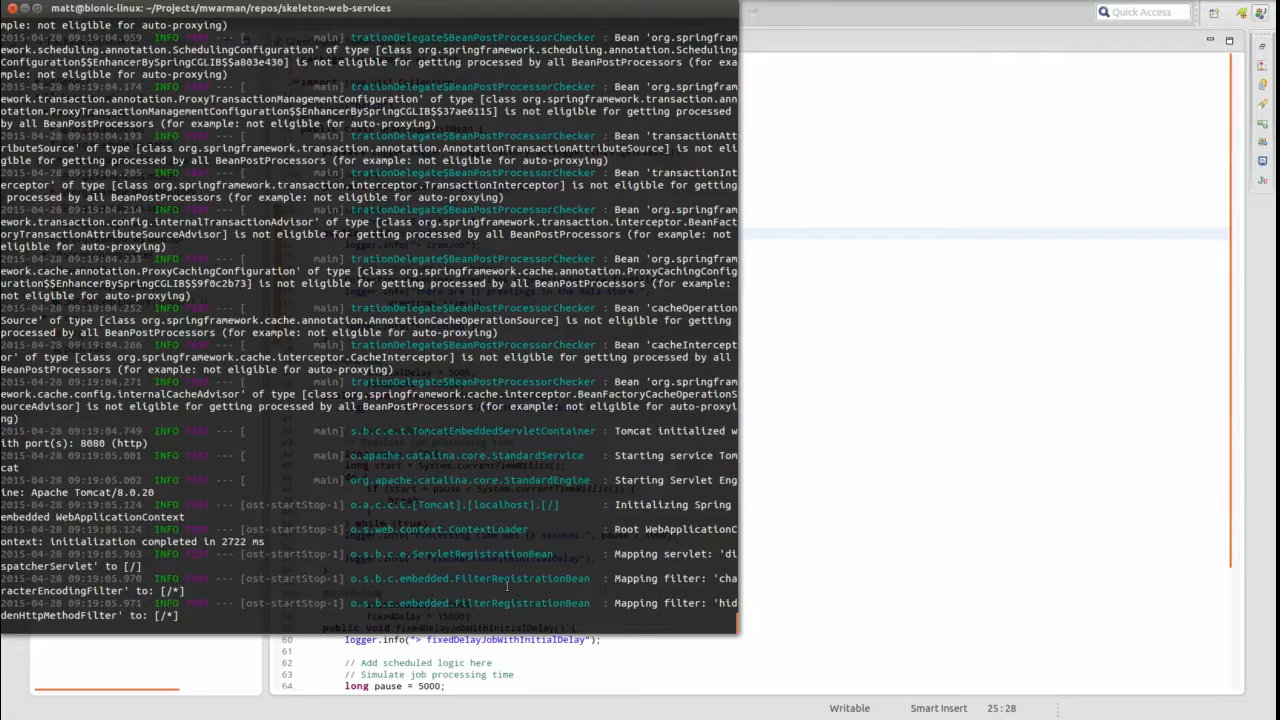 matt@bionic-linux: ~/Projects/mwarman/repos/skeleton-web-services
Quick Access
mple: not eligible for auto-proxying)
2015-04-28 09:19:04.059 INFO --- [ main] trationDelegate$BeanPostProcessorChecker : Bean 'org.springfram
ework.scheduling.annotation.SchedulingConfiguration' of type [class org.springframework.scheduling.annotation.Scheduling
Configuration$$EnhancerBySpringCGLIB$$a803e430] is not eligible for getting processed by all BeanPostProcessors (for exa
mple: not eligible for auto-proxying)
2015-04-28 09:19:04.174 INFO --- [ main] trationDelegate$BeanPostProcessorChecker : Bean 'org.springfram
ework.transaction.annotation.ProxyTransactionManagementConfiguration' of type [class org.springframework.transaction.ann
otation.ProxyTransactionManagementConfiguration$$EnhancerBySpringCGLIB$$37ae6115] is not eligible for getting processed
by all BeanPostProcessors (for example: not eligible for auto-proxying)
2015-04-28 09:19:04.193 INFO --- [ main] trationDelegate$BeanPostProcessorChecker : Bean 'transactionAtt
ributeSource' of type [class org.springframework.transaction.annotation.AnnotationTransactionAttributeSource] is not eli
gible for getting processed by all BeanPostProcessors (for example: not eligible for auto-proxying)
2015-04-28 09:19:04.205 INFO --- [ main] trationDelegate$BeanPostProcessorChecker : Bean 'transactionInt
erceptor' of type [class org.springframework.transaction.interceptor.TransactionInterceptor] is not eligible for getting
processed by all BeanPostProcessors (for example: not eligible for auto-proxying)
2015-04-28 09:19:04.214 INFO --- [ main] trationDelegate$BeanPostProcessorChecker : Bean 'org.springfram
ework.transaction.config.internalTransactionAdvisor' of type [class org.springframework.transaction.interceptor.BeanFact
oryTransactionAttributeSourceAdvisor] is not eligible for getting processed by all BeanPostProcessors (for example: not
eligible for auto-proxying)
2015-04-28 09:19:04.233 INFO --- [ main] trationDelegate$BeanPostProcessorChecker : Bean 'org.springfram
ework.cache.annotation.ProxyCachingConfiguration' of type [class org.springframework.cache.annotation.ProxyCachingConfig
uration$$EnhancerBySpringCGLIB$$9f0c2b73] is not eligible for getting processed by all BeanPostProcessors (for example:
not eligible for auto-proxying)
2015-04-28 09:19:04.252 INFO --- [ main] trationDelegate$BeanPostProcessorChecker : Bean 'cacheOperation
Source' of type [class org.springframework.cache.annotation.AnnotationCacheOperationSource] is not eligible for getting
processed by all BeanPostProcessors (for example: not eligible for auto-proxying)
2015-04-28 09:19:04.266 INFO --- [ main] trationDelegate$BeanPostProcessorChecker : Bean 'cacheIntercept
or' of type [class org.springframework.cache.interceptor.CacheInterceptor] is not eligible for getting processed by all
BeanPostProcessors (for example: not eligible for auto-proxying)
2015-04-28 09:19:04.271 INFO --- [ main] trationDelegate$BeanPostProcessorChecker : Bean 'org.springfram
ework.cache.config.internalCacheAdvisor' of type [class org.springframework.cache.interceptor.BeanFactoryCacheOperationS
ourceAdvisor] is not eligible for getting processed by all BeanPostProcessors (for example: not eligible for auto-proxyi
ng)
2015-04-28 09:19:04.749 INFO --- [ main] s.b.c.e.t.TomcatEmbeddedServletContainer : Tomcat initialized w
ith port(s): 8080 (http)
2015-04-28 09:19:05.001 INFO --- [ main] o.apache.catalina.core.StandardService : Starting service Tom
cat
2015-04-28 09:19:05.002 INFO --- [ main] org.apache.catalina.core.StandardEngine : Starting Servlet Eng
ine: Apache Tomcat/8.0.20
2015-04-28 09:19:05.124 INFO --- [ost-startStop-1] o.a.c.c.C.[Tomcat].[localhost].[/] : Initializing Spring
embedded WebApplicationContext
2015-04-28 09:19:05.124 INFO --- [ost-startStop-1] o.s.web.context.ContextLoader : Root WebApplicationC
ontext: initialization completed in 2722 ms
2015-04-28 09:19:05.963 INFO --- [ost-startStop-1] o.s.b.c.e.ServletRegistrationBean : Mapping servlet: 'di
spatcherServlet' to [/]
2015-04-28 09:19:05.970 INFO --- [ost-startStop-1] o.s.b.c.embedded.FilterRegistrationBean : Mapping filter: 'cha
racterEncodingFilter' to: [/*]
2015-04-28 09:19:05.971 INFO --- [ost-startStop-1] o.s.b.c.embedded.FilterRegistrationBean : Mapping filter: 'hid
denHttpMethodFilter' to: [/*]
60 logger.info("> fixedDelayJobWithInitialDelay");
61
62 // Add scheduled logic here
63 // Simulate job processing time
64 long pause = 5000;
Writable Smart Insert 25 : 28